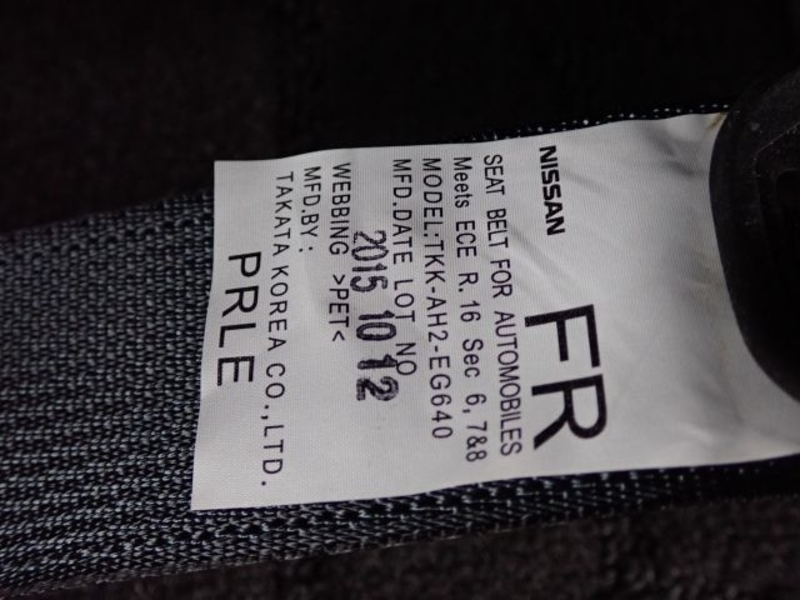 NISSAN FR
SEAT BELT FOR AUTOMOBILES
Meets ECE R.16 Sec 6,7&8
MODEL:TKK-AH2-EG640
MFD.DATE LOT NO
2015 10 12
WEBBING >PET<
MFD.BY:
TAKATA KOREA CO.,LTD.
PRLE